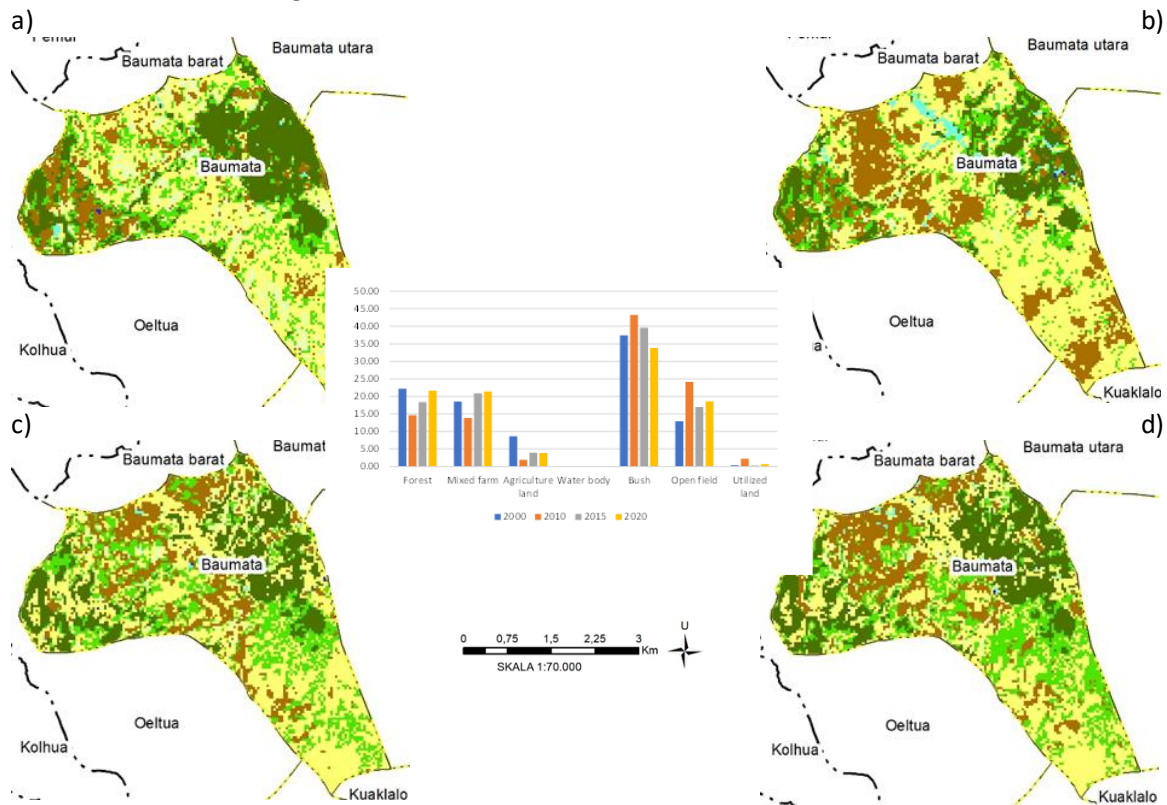 a)
Baumata barat
Baumata utara
Baumata
Oeltua
Kolhua
b)
Baumata barat
Baumata utara
Baumata
Oeltua
Kuaklalo
50.00
45.00
40.00
35.00
30.00
25.00
20.00
15.00
10.00
5.00
0.00
Forest
Mixed farm
Agriculture
land
Water body
Bush
Open field
Utilized
land
2000 2010 2015 2020
c)
Baumata barat
Baumat
Baumata
Oeltua
Kolhua
Kuaklalo
0 0,75 1,5 2,25 3
Km
SKALA 1:70.000
U
d)
Baumata barat
Baumata utara
Baumata
Oeltua
Kolhua
Kuaklalo